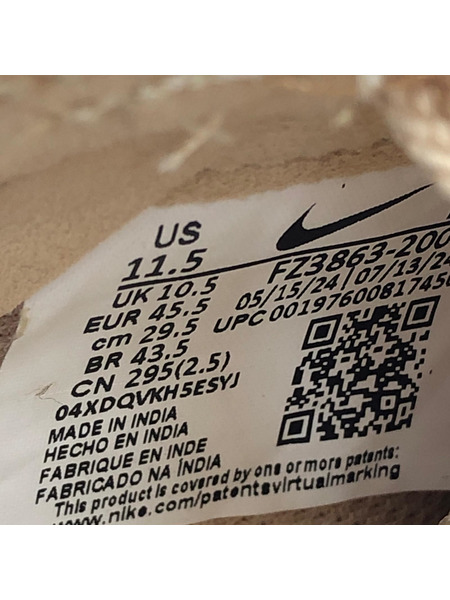 US
11.5
UK 10.5
EUR 45.5
cm 29.5
BR 43.5
CN 295(2.5)
04XDQVKH5ESYJ
FZ3863-200
05/15/24 | 07/13/24
UPC 00197600817450
MADE IN INDIA
HECHO EN INDIA
FABRIQUE EN INDE
FABRICADO NA ÍNDIA
This product is covered by one or more patents:
www.nike.com/patentsvirtualmarking